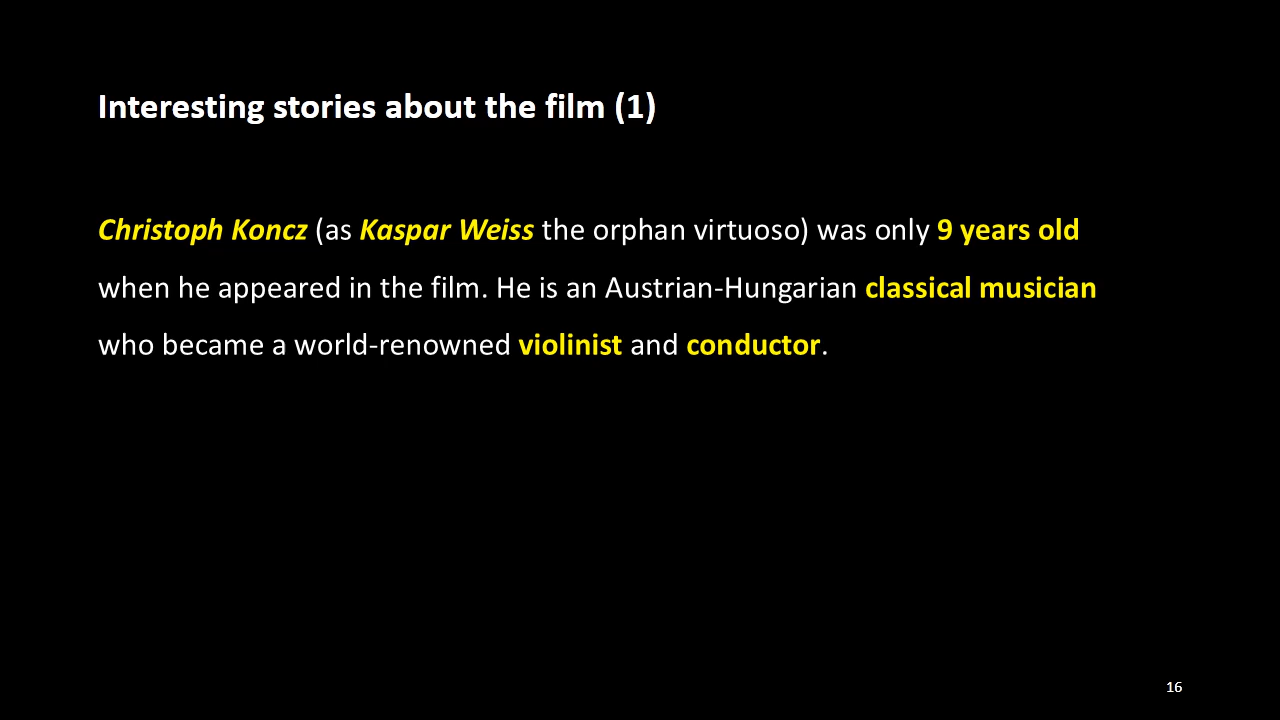 Interesting stories about the film (1)
Christoph Koncz (as Kaspar Weiss the orphan virtuoso) was only 9 years old
when he appeared in the film. He is an Austrian-Hungarian classical musician
who became a world-renowned violinist and conductor.
16